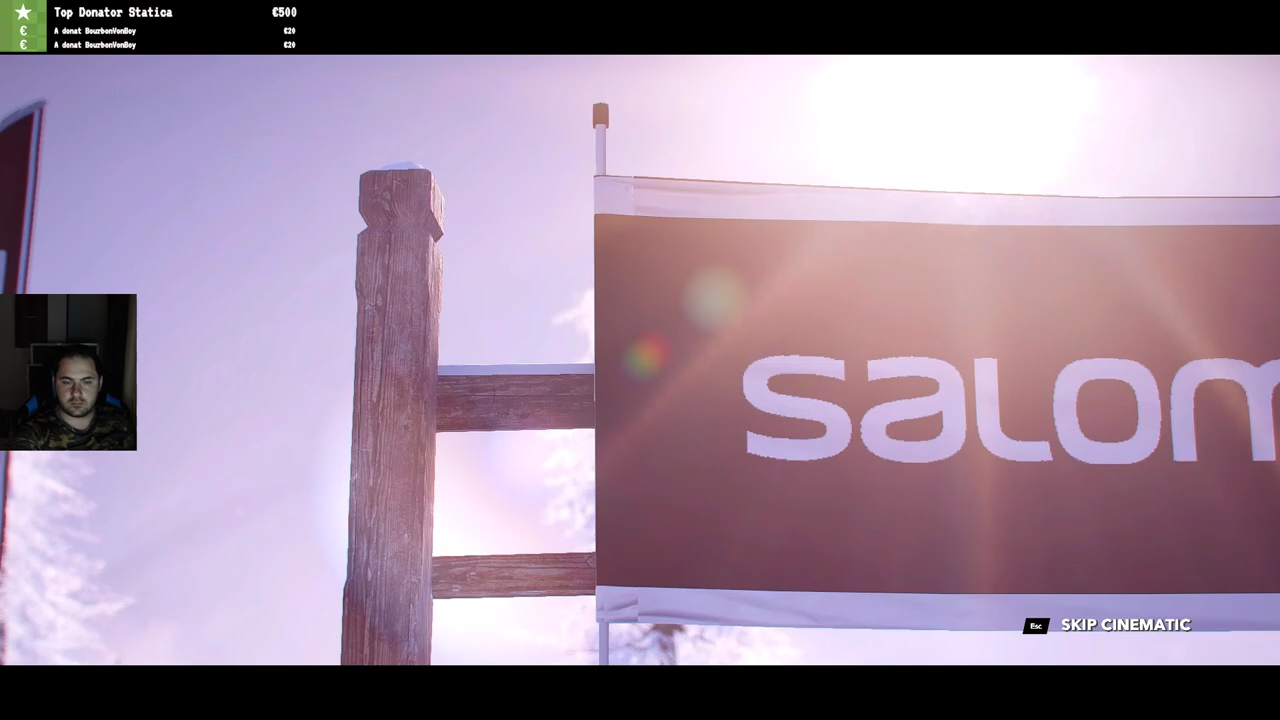 Top Donator Statica €500
A donat BourbonVonBoy €20
A donat BourbonVonBoy €20
salom
Esc SKIP CINEMATIC